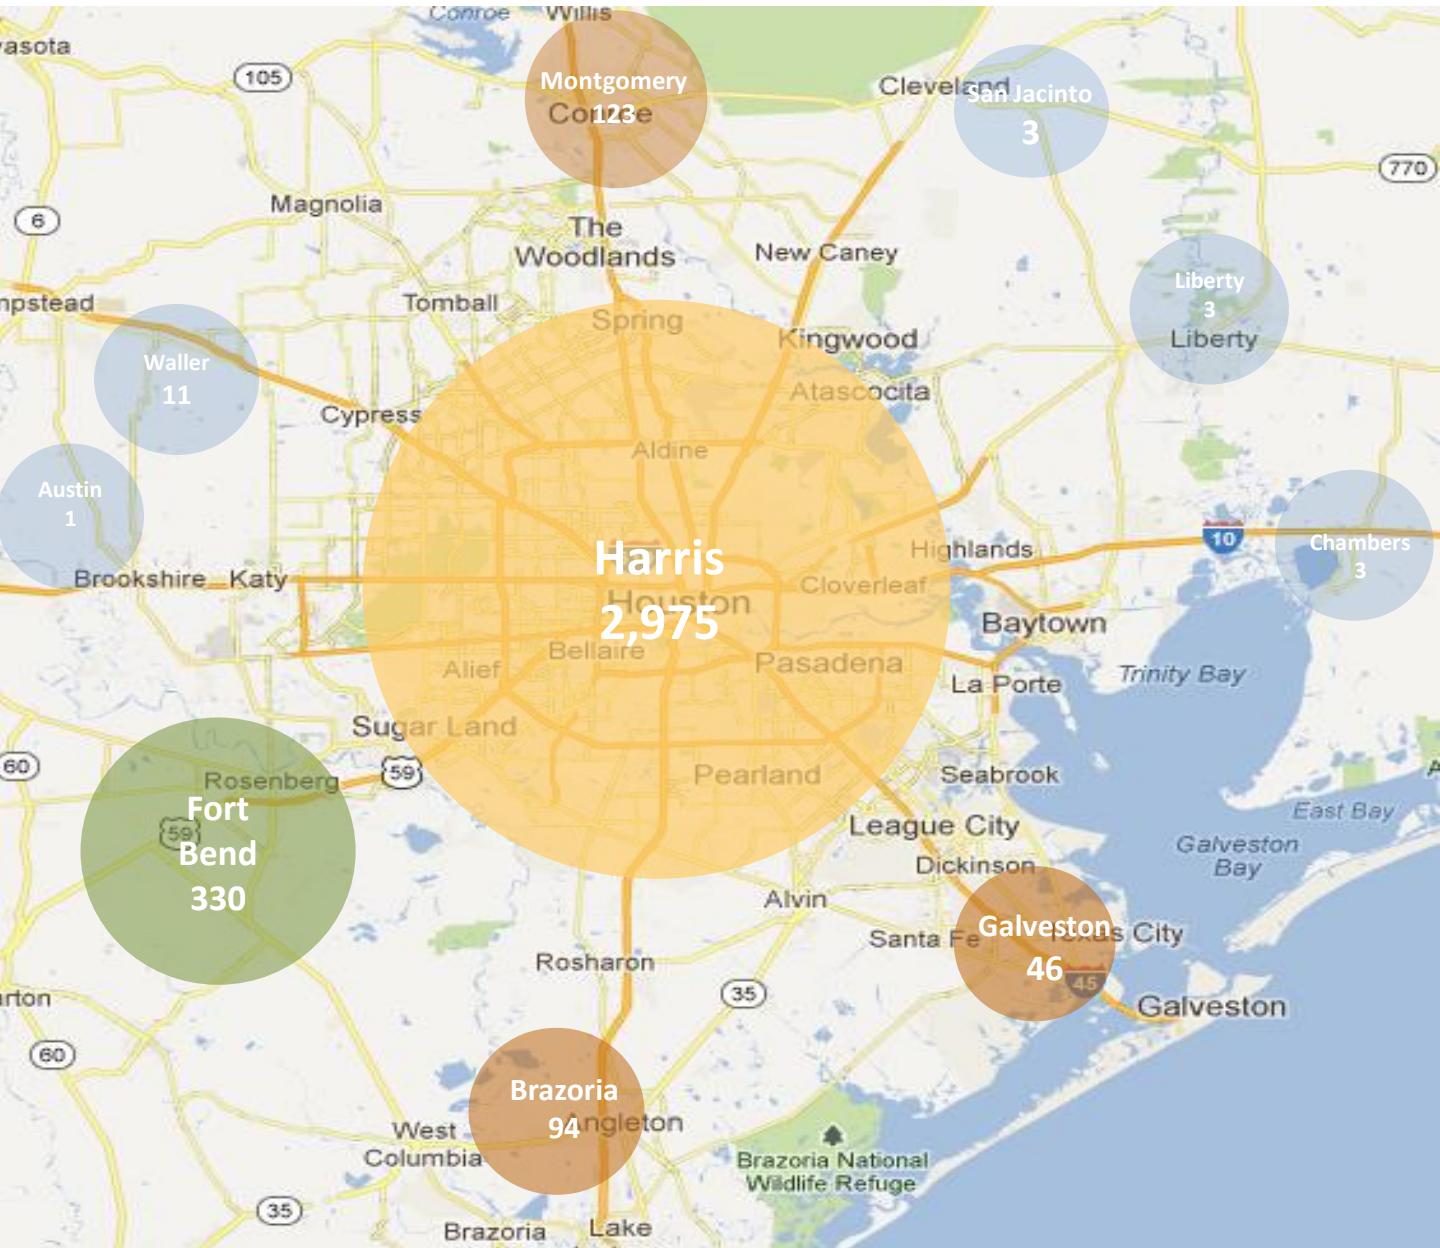 Conroe
Willis
vasota
105
Montgomery
123
Conroe
Cleveland
San Jacinto
3
770
Magnolia
6
The
Woodlands
New Caney
Liberty
3
Liberty
mpstead
Tomball
Spring
Kingwood
Waller
11
Atascocita
Cypress
Aldine
Austin
1
10
Chambers
3
Harris
2,975
Houston
Highlands
Brookshire
Katy
Cloverleaf
Baytown
Bellaire
Alief
Pasadena
La Porte
Trinity Bay
Sugar Land
60
59
Rosenberg
Pearland
Seabrook
Fort
Bend
330
59
East Bay
League City
Galveston
Bay
Dickinson
Alvin
Galveston
46
Santa Fe
Texas City
45
Rosharon
35
rton
Galveston
60
Brazoria
94
Angleton
West
Columbia
Brazoria National
Wildlife Refuge
35
Brazoria
Lake